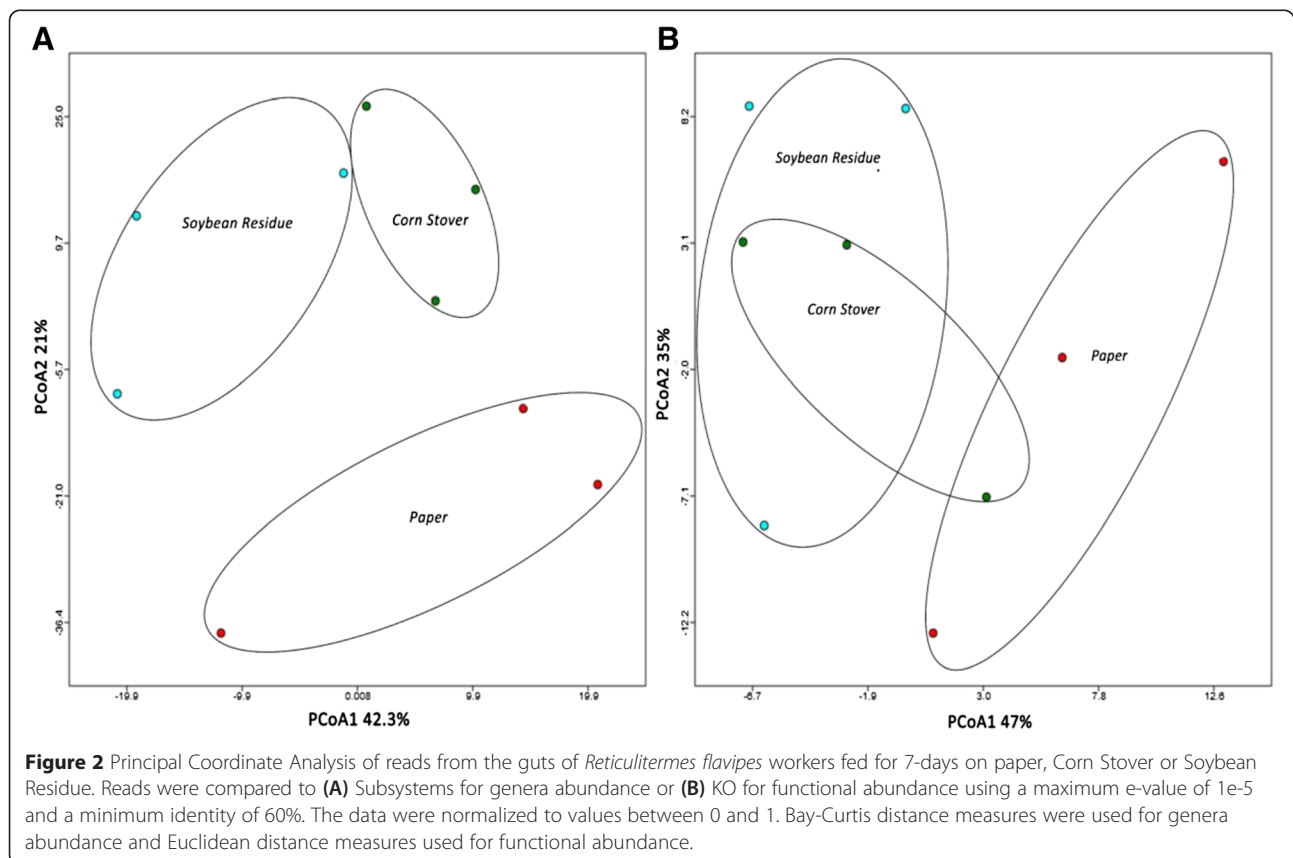 A
B
25.0
9.7
-5.7
-21.0
-36.4
PCoA2 21%
Soybean Residue
Corn Stover
Paper
-19.9 -9.9 0.008 9.9 19.9
PCoA1 42.3%
8.2
3.1
-2.0
-7.1
-12.2
PCoA2 35%
Soybean Residue
Corn Stover
Paper
-6.7 -1.9 3.0 7.8 12.6
PCoA1 47%
Figure 2 Principal Coordinate Analysis of reads from the guts of Reticulitermes flavipes workers fed for 7-days on paper, Corn Stover or Soybean
Residue. Reads were compared to (A) Subsystems for genera abundance or (B) KO for functional abundance using a maximum e-value of 1e-5
and a minimum identity of 60%. The data were normalized to values between 0 and 1. Bay-Curtis distance measures were used for genera
abundance and Euclidean distance measures used for functional abundance.